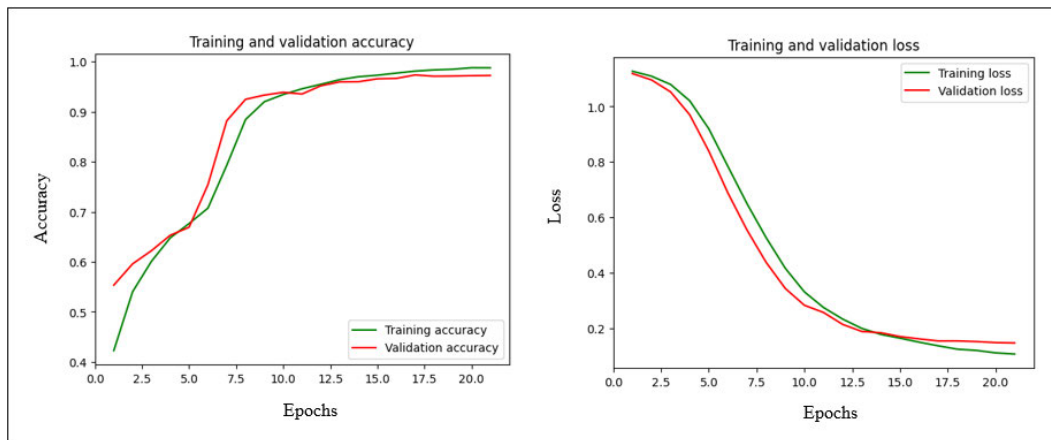 Training and validation accuracy
1.0
0.9
0.8
0.7
0.6
0.5
0.4
Accuracy
Training accuracy
Validation accuracy
0.0 2.5 5.0 7.5 10.0 12.5 15.0 17.5 20.0
Epochs
Training and validation loss
Training loss
Validation loss
1.0
0.8
0.6
0.4
0.2
Loss
0.0 2.5 5.0 7.5 10.0 12.5 15.0 17.5 20.0
Epochs